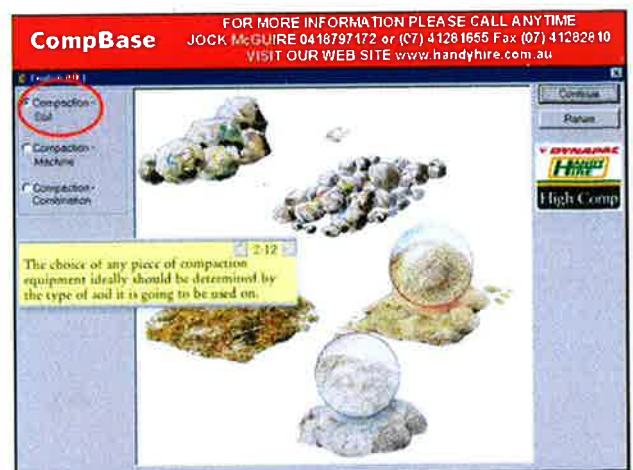 CompBase
FOR MORE INFORMATION PLEASE CALL ANYTIME
JOCK McGUIRE 0418797172 or (07) 41281655 Fax (07) 41282810
VISIT OUR WEB SITE www.handyhire.com.au
Compaction -
Soil
Compaction -
Machine
Compaction -
Combination
Continue
Return
DYNAPAC
HANDY
HIRE
High Comp
2:12
The choice of any piece of compaction
equipment ideally should be determined by
the type of soil it is going to be used on.